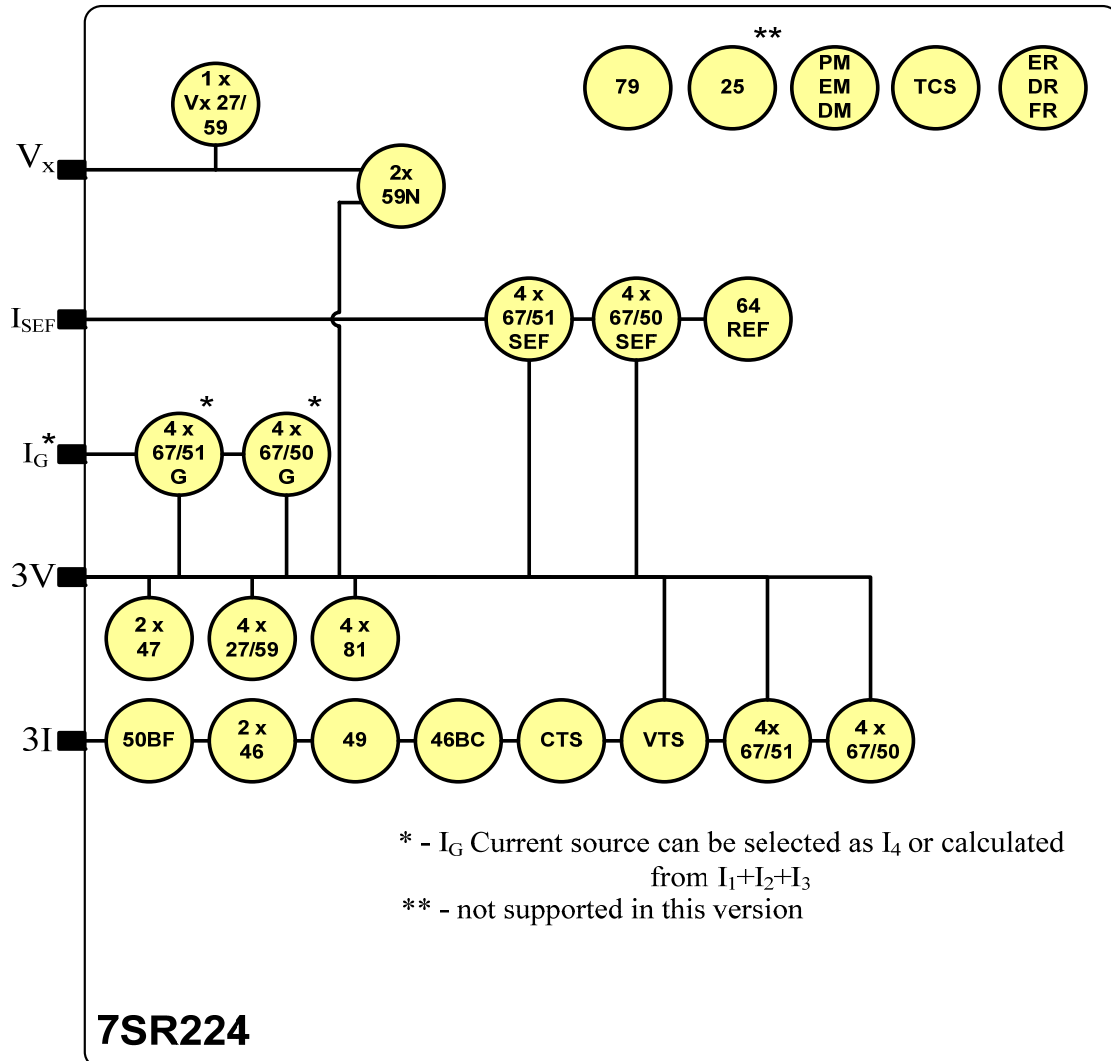 **
1 x
Vx 27/
59
79
25
PM
EM
DM
TCS
ER
DR
FR
Vx
2x
59N
ISEF
4 x
67/51
SEF
4 x
67/50
SEF
64
REF
IG*
4 x
67/51
G
*
4 x
67/50
G
*
3V
2 x
47
4 x
27/59
4 x
81
3I
50BF
2 x
46
49
46BC
CTS
VTS
4x
67/51
4 x
67/50
* - IG Current source can be selected as I4 or calculated
from I1+I2+I3
** - not supported in this version
7SR224